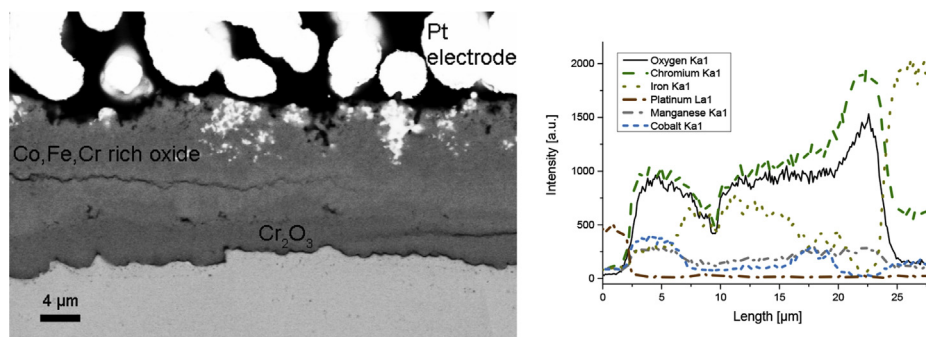 Pt
electrode
Co,Fe,Cr rich oxide
Cr₂O₃
4 µm
Oxygen Ka1
Chromium Ka1
Iron Ka1
Platinum La1
Manganese Ka1
Cobalt Ka1
Intensity [a.u.]
2000
1500
1000
500
0
0 5 10 15 20 25
Length [µm]